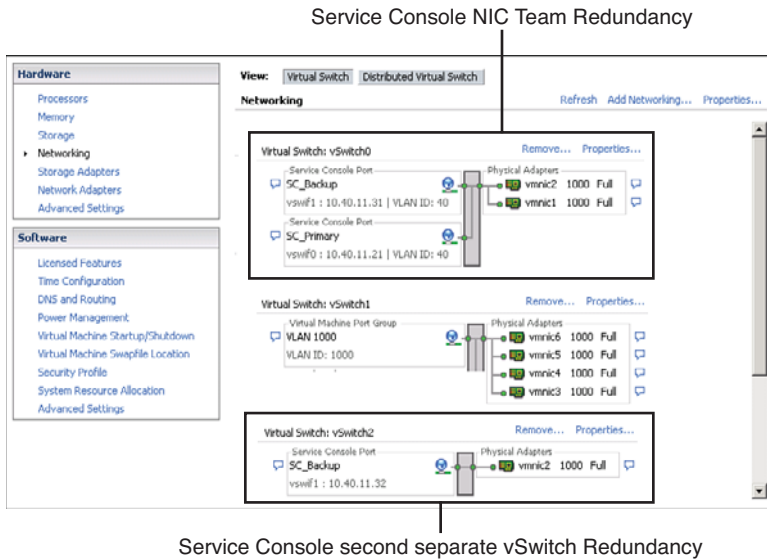 Service Console NIC Team Redundancy
Hardware
Processors
Memory
Storage
Networking
Storage Adapters
Network Adapters
Advanced Settings
Software
Licensed Features
Time Configuration
DNS and Routing
Power Management
Virtual Machine Startup/Shutdown
Virtual Machine Swapfile Location
Security Profile
System Resource Allocation
Advanced Settings
View: Virtual Switch Distributed Virtual Switch
Networking Refresh Add Networking... Properties...
Virtual Switch: vSwitch0 Remove... Properties...
Service Console Port Physical Adapters
SC_Backup vmnic2 1000 Full
vswif1 : 10.40.11.31 | VLAN ID: 40 vmnic1 1000 Full
Service Console Port
SC_Primary
vswif0 : 10.40.11.21 | VLAN ID: 40
Virtual Switch: vSwitch1 Remove... Properties...
Virtual Machine Port Group Physical Adapters
VLAN 1000 vmnic6 1000 Full
VLAN ID: 1000 vmnic5 1000 Full
vmnic4 1000 Full
vmnic3 1000 Full
Virtual Switch: vSwitch2 Remove... Properties...
Service Console Port Physical Adapters
SC_Backup vmnic2 1000 Full
vswif1 : 10.40.11.32
Service Console second separate vSwitch Redundancy